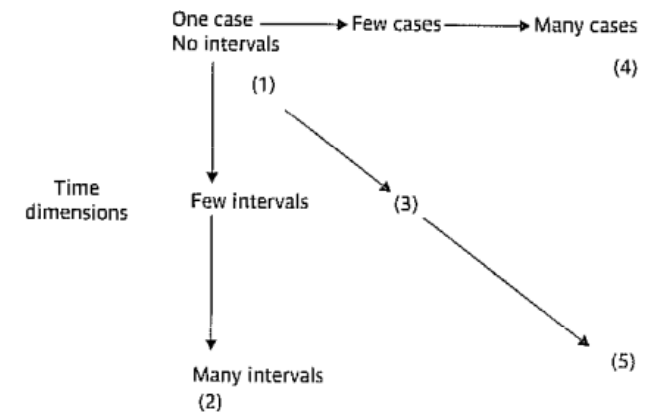 One case Few cases Many cases
No intervals
(4)
(1)
Time
dimensions
Few intervals
(3)
(5)
Many intervals
(2)